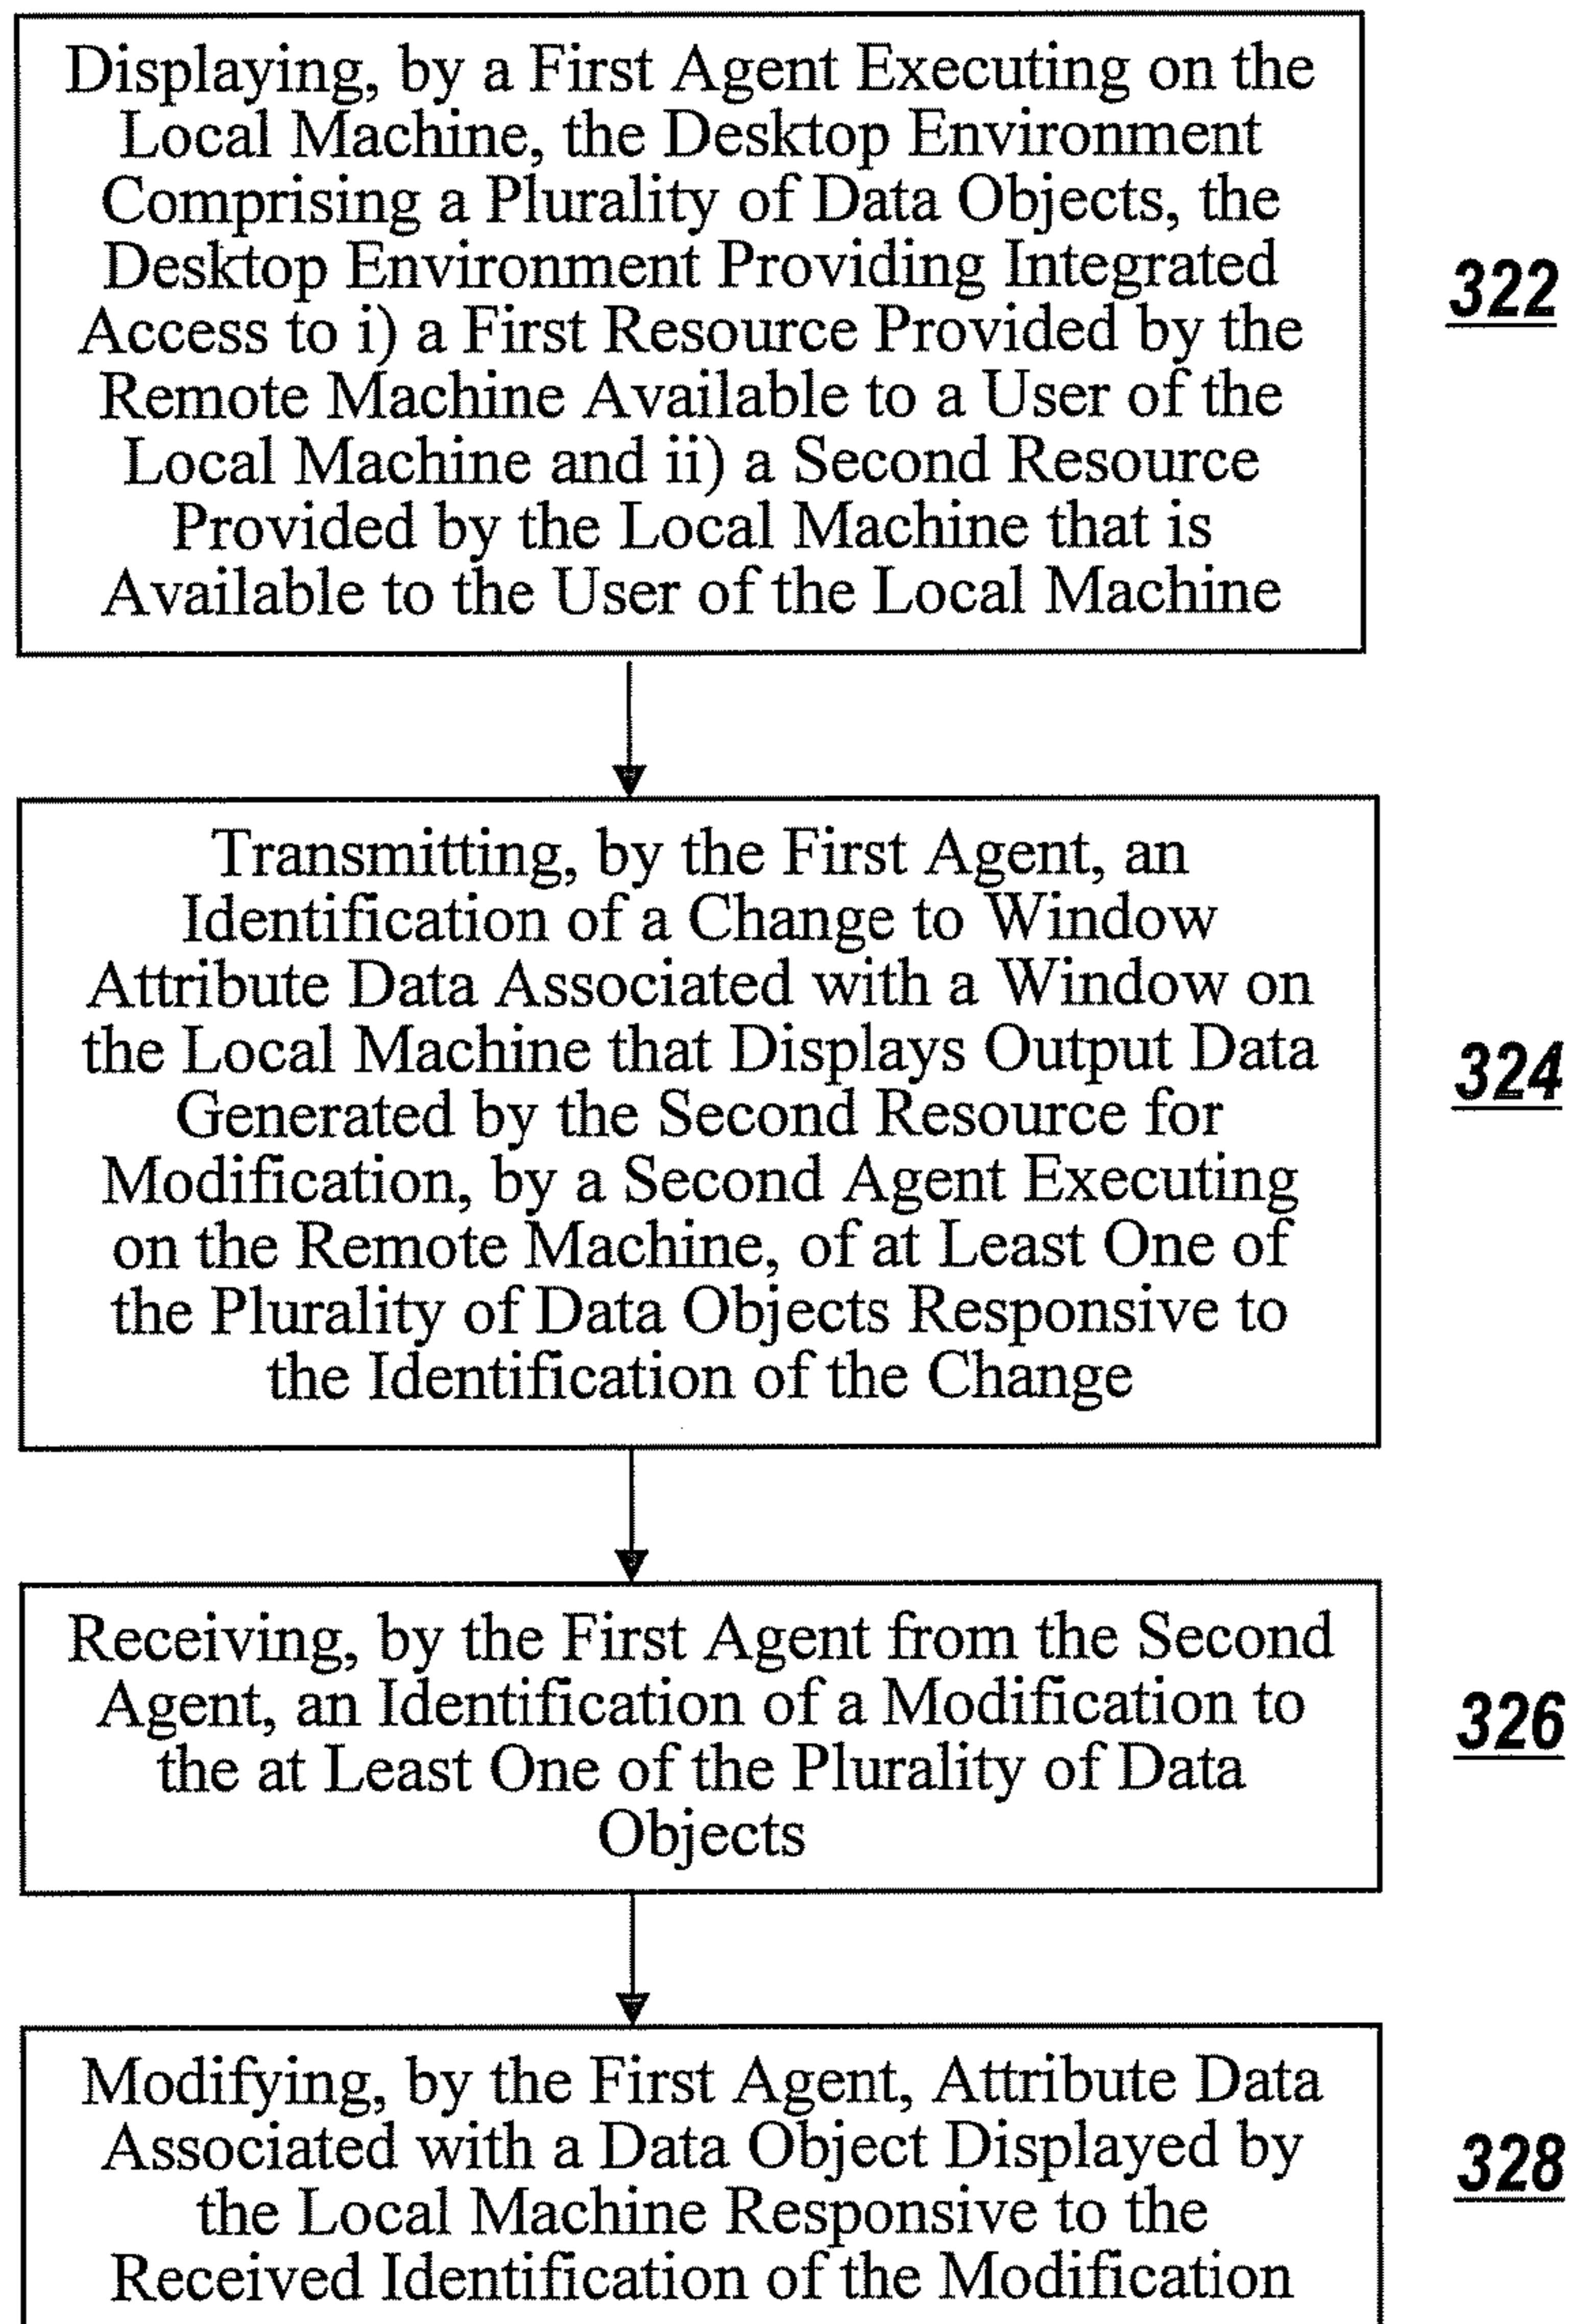 Displaying, by a First Agent Executing on the
Local Machine, the Desktop Environment
Comprising a Plurality of Data Objects, the
Desktop Environment Providing Integrated
Access to i) a First Resource Provided by the
Remote Machine Available to a User of the
Local Machine and ii) a Second Resource
Provided by the Local Machine that is
Available to the User of the Local Machine
322
Transmitting, by the First Agent, an
Identification of a Change to Window
Attribute Data Associated with a Window on
the Local Machine that Displays Output Data
Generated by the Second Resource for
Modification, by a Second Agent Executing
on the Remote Machine, of at Least One of
the Plurality of Data Objects Responsive to
the Identification of the Change
324
Receiving, by the First Agent from the Second
Agent, an Identification of a Modification to
the at Least One of the Plurality of Data
Objects
326
Modifying, by the First Agent, Attribute Data
Associated with a Data Object Displayed by
the Local Machine Responsive to the
Received Identification of the Modification
328